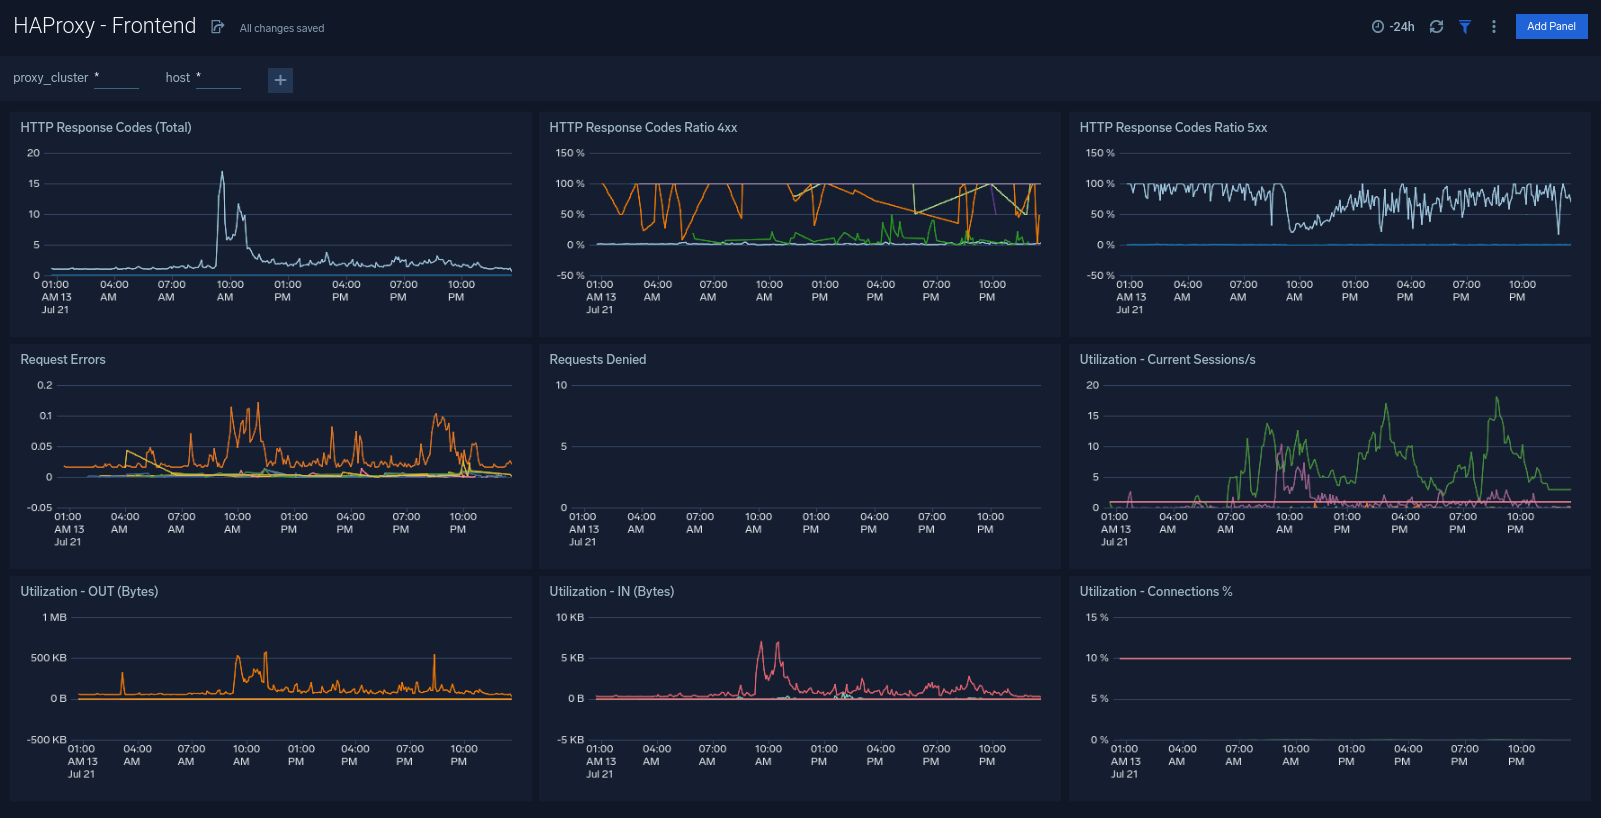 HAProxy - Frontend
All changes saved
-24h
Add Panel
proxy_cluster *
host *
HTTP Response Codes (Total)
20
15
10
5
0
01:00 04:00 07:00 10:00 01:00 04:00 07:00 10:00
AM 13 AM AM AM PM PM PM PM
Jul 21
HTTP Response Codes Ratio 4xx
150 %
100 %
50 %
0 %
-50 %
01:00 04:00 07:00 10:00 01:00 04:00 07:00 10:00
AM 13 AM AM AM PM PM PM PM
Jul 21
HTTP Response Codes Ratio 5xx
150 %
100 %
50 %
0 %
-50 %
01:00 04:00 07:00 10:00 01:00 04:00 07:00 10:00
AM 13 AM AM AM PM PM PM PM
Jul 21
Request Errors
0.2
0.1
0.05
0
-0.05
01:00 04:00 07:00 10:00 01:00 04:00 07:00 10:00
AM 13 AM AM AM PM PM PM PM
Jul 21
Requests Denied
10
5
0
01:00 04:00 07:00 10:00 01:00 04:00 07:00 10:00
AM 13 AM AM AM PM PM PM PM
Jul 21
Utilization - Current Sessions/s
20
15
10
5
0
01:00 04:00 07:00 10:00 01:00 04:00 07:00 10:00
AM 13 AM AM AM PM PM PM PM
Jul 21
Utilization - OUT (Bytes)
1 MB
500 KB
0 B
-500 KB
01:00 04:00 07:00 10:00 01:00 04:00 07:00 10:00
AM 13 AM AM AM PM PM PM PM
Jul 21
Utilization - IN (Bytes)
10 KB
5 KB
0 B
-5 KB
01:00 04:00 07:00 10:00 01:00 04:00 07:00 10:00
AM 13 AM AM AM PM PM PM PM
Jul 21
Utilization - Connections %
15 %
10 %
5 %
0 %
01:00 04:00 07:00 10:00 01:00 04:00 07:00 10:00
AM 13 AM AM AM PM PM PM PM
Jul 21